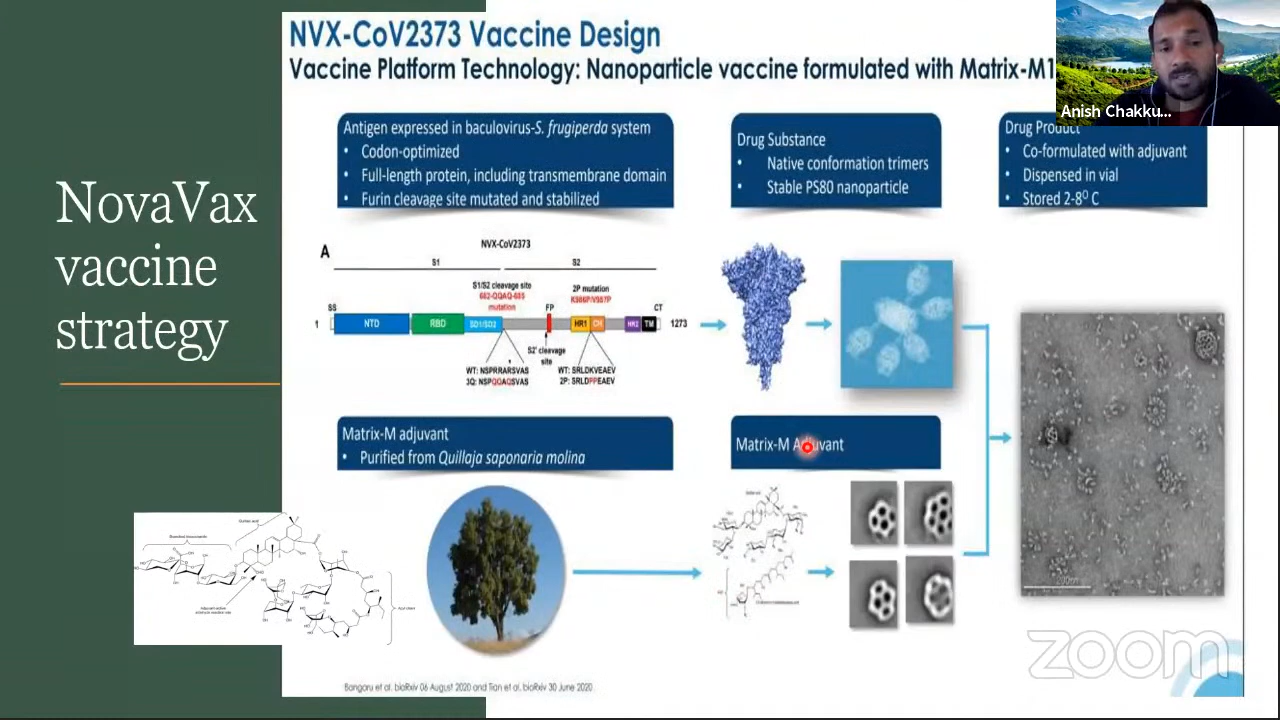 NovaVax
vaccine
strategy
NVX-CoV2373 Vaccine Design
Vaccine Platform Technology: Nanoparticle vaccine formulated with Matrix-M1
Anish Chakku...
Antigen expressed in baculovirus-S. frugiperda system
• Codon-optimized
• Full-length protein, including transmembrane domain
• Furin cleavage site mutated and stabilized
Drug Substance
• Native conformation trimers
• Stable PS80 nanoparticle
Drug Product
• Co-formulated with adjuvant
• Dispensed in vial
• Stored 2-8⁰ C
A
NVX-CoV2373
S1
S2
S1/S2 cleavage site
682-QQAQ-685
mutation
2P mutation
K986P/V987P
SS
FP
CT
1
NTD
RBD
SD1/SD2
HR1
CH
HR2
TM
1273
S2' cleavage
site
WT: NSPRRARSVAS
3Q: NSPQQAQSVAS
WT: SRLDKVEAEV
2P: SRLDPPEAEV
Matrix-M adjuvant
• Purified from Quillaja saponaria molina
Matrix-M Adjuvant
Acyl chain
200nm
Bangaru et al. bioRxiv 06 August 2020 and Tian et al. bioRxiv 30 June 2020
zoom